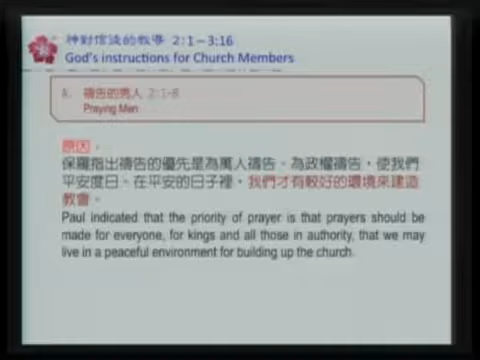 神對信徒的教導 2:1－3:16
God's instructions for Church Members
A. 禱告的男人 2:1-8
Praying Men
原因。
保羅指出禱告的優先是為萬人禱告。為政權禱告，使我們
平安度日。在平安的日子裡，我們才有較好的環境來建造
教會。
Paul indicated that the priority of prayer is that prayers should be
made for everyone, for kings and all those in authority, that we may
live in a peaceful environment for building up the church.